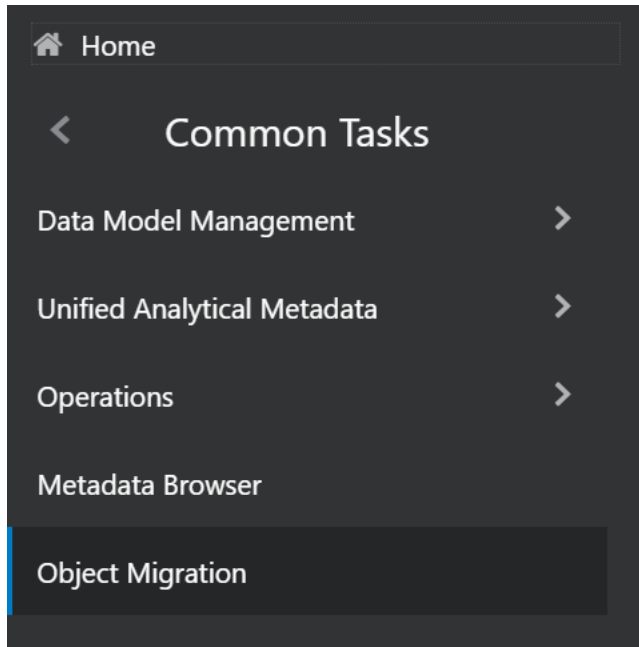 Home
Common Tasks
Data Model Management
Unified Analytical Metadata
Operations
Metadata Browser
Object Migration